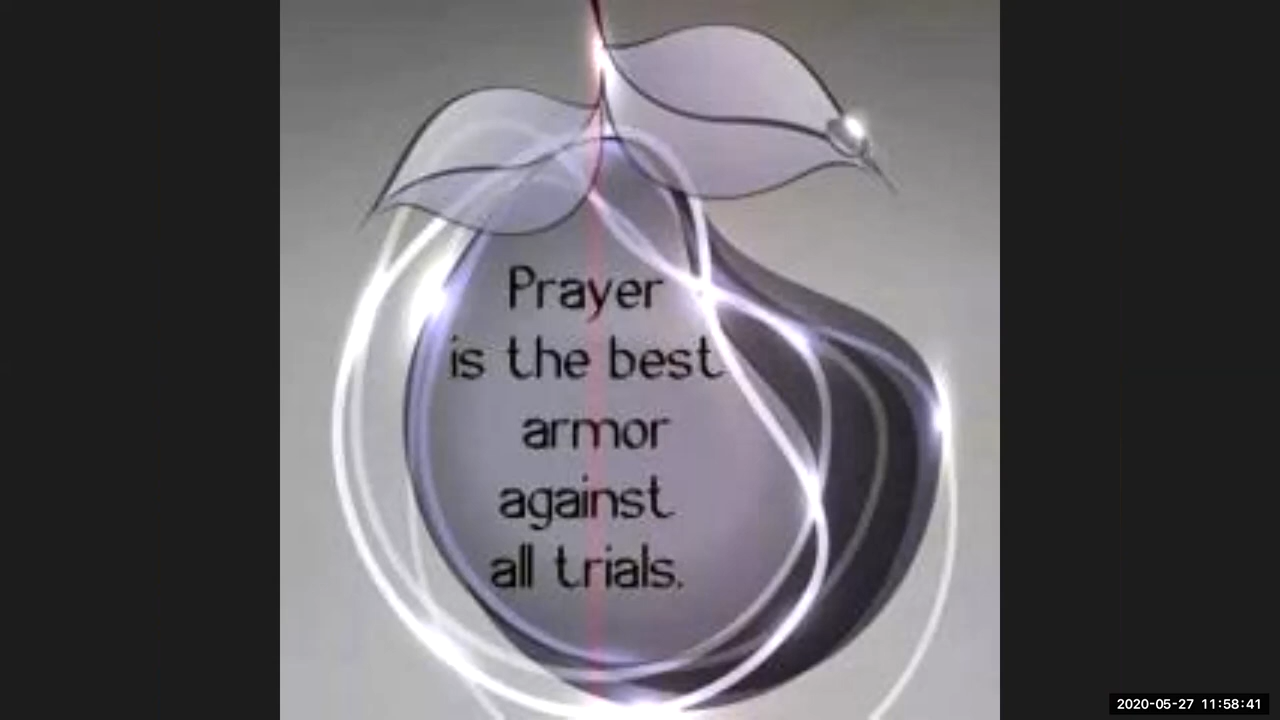 Prayer
is the best
armor
against
all trials.
2020-05-27 11:58:41